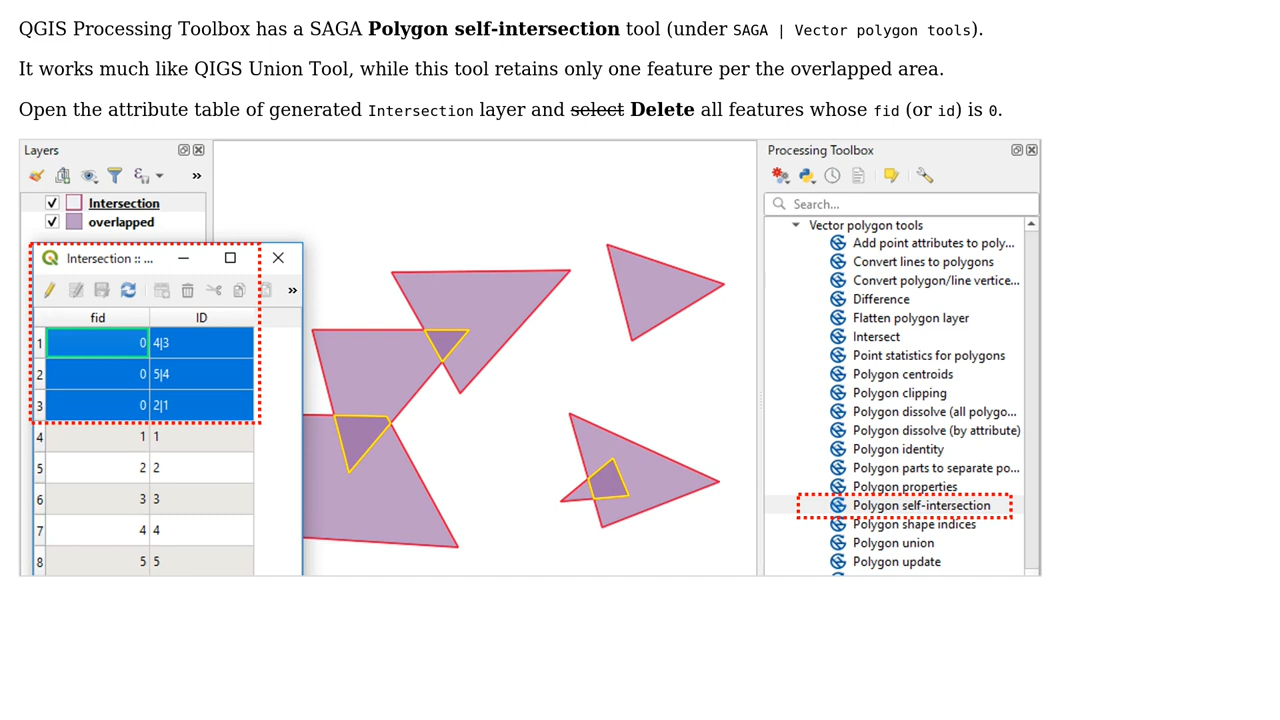 QGIS Processing Toolbox has a SAGA Polygon self-intersection tool (under SAGA | Vector polygon tools).
It works much like QIGS Union Tool, while this tool retains only one feature per the overlapped area.
Open the attribute table of generated Intersection layer and select Delete all features whose fid (or id) is 0.
Layers
»
Intersection
overlapped
Intersection :: ...
»
fid ID
1 0 4|3
2 0 5|4
3 0 2|1
4 1 1
5 2 2
6 3 3
7 4 4
8 5 5
Processing Toolbox
Search...
Vector polygon tools
Add point attributes to poly...
Convert lines to polygons
Convert polygon/line vertice...
Difference
Flatten polygon layer
Intersect
Point statistics for polygons
Polygon centroids
Polygon clipping
Polygon dissolve (all polygo...
Polygon dissolve (by attribute)
Polygon identity
Polygon parts to separate po...
Polygon properties
Polygon self-intersection
Polygon shape indices
Polygon union
Polygon update